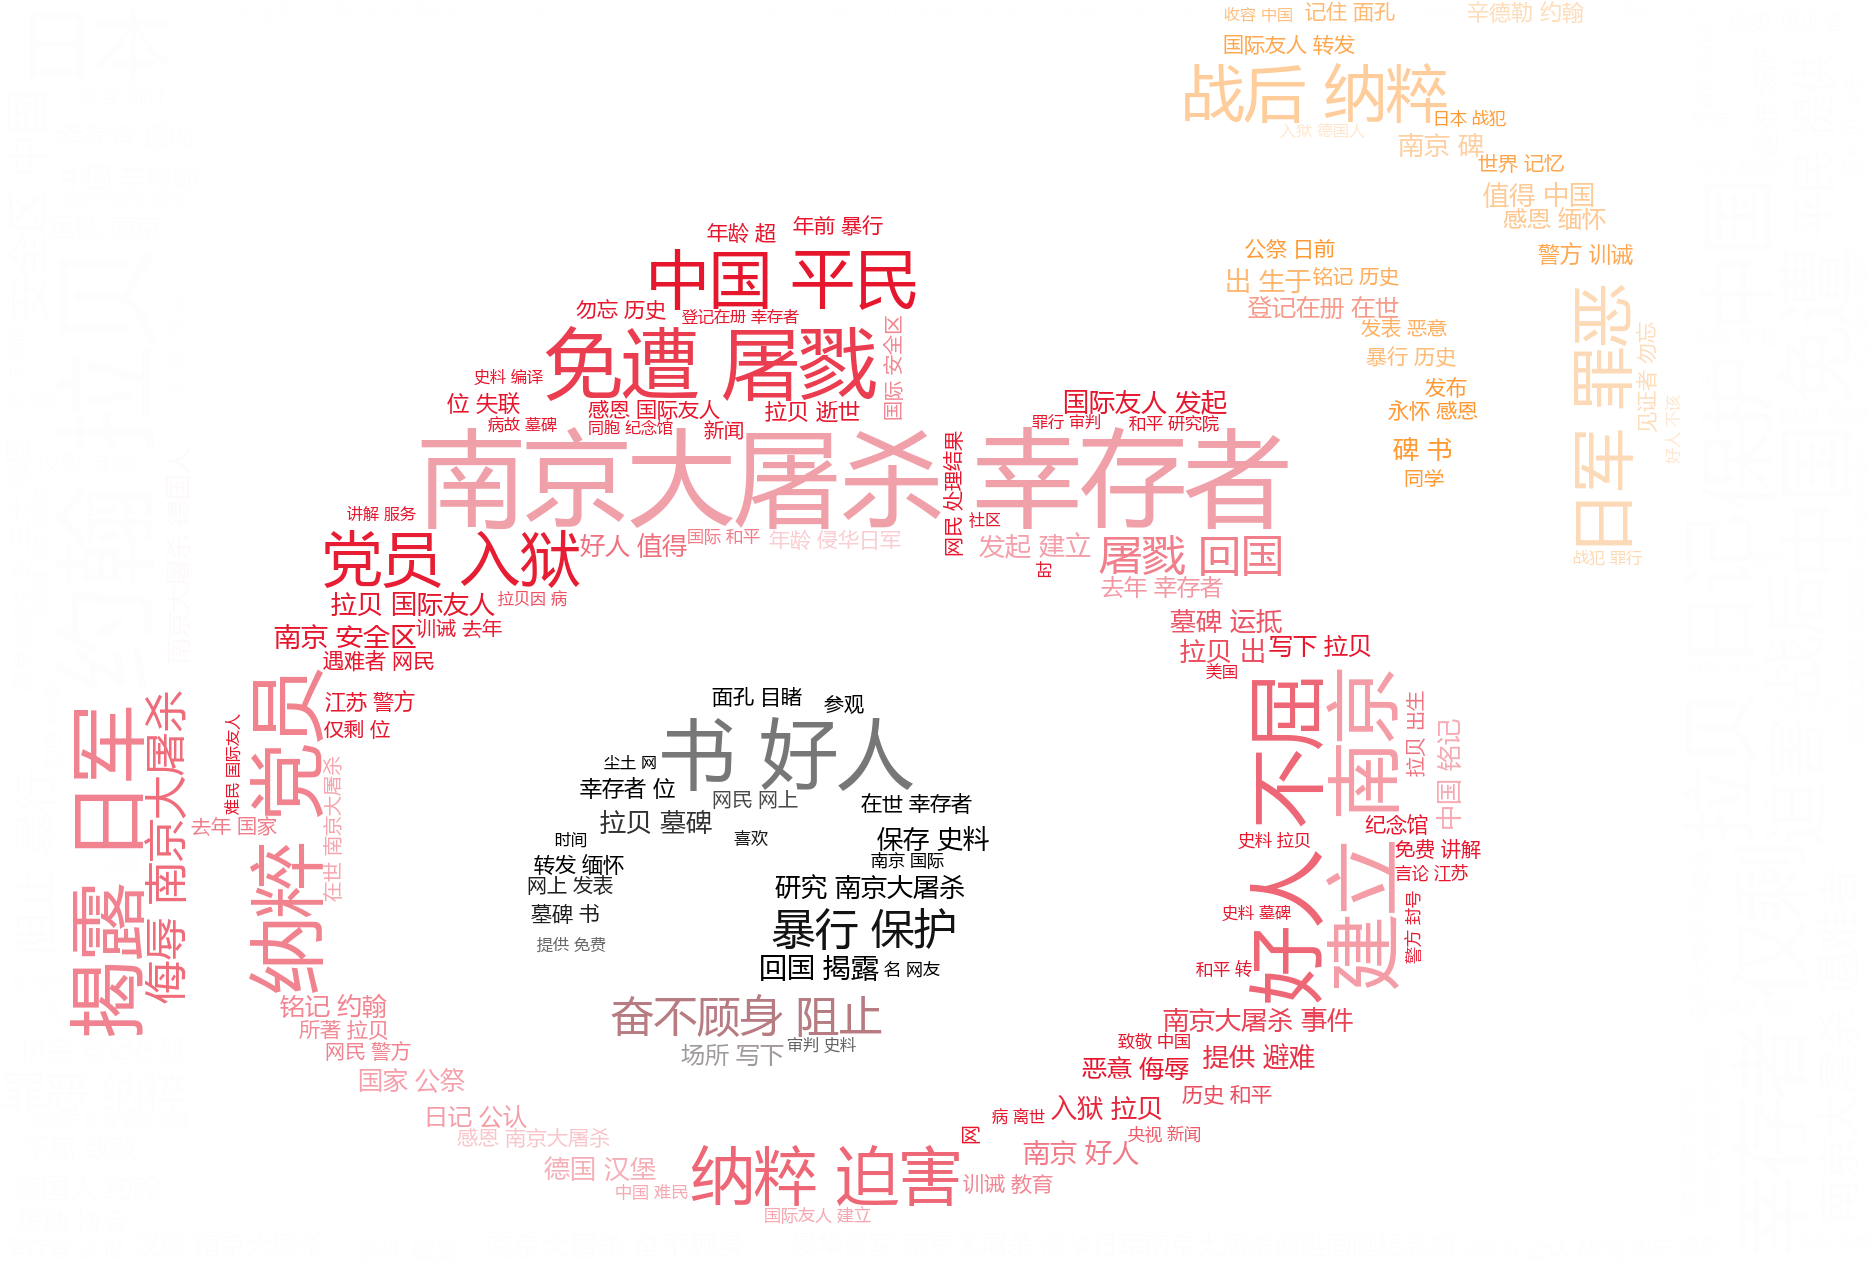 收容 中国
记住 面孔
辛德勒 约翰
国际友人 转发
战后 纳粹
日本 战犯
入狱 德国人
南京 碑
世界 记忆
值得 中国
感恩 缅怀
警方 训诫
公祭 日前
出 生于
铭记 历史
登记在册 在世
发表 恶意
暴行 历史
发布
永怀 感恩
碑 书
同学
日军 罪恶
见证者 勿忘
好人 不该
战犯 罪行
年龄 超
年前 暴行
中国 平民
勿忘 历史
登记在册 幸存者
免遭 屠戮
国际 安全区
史料 编译
位 失联
感恩 国际友人
拉贝 逝世
病故 墓碑
同胞 纪念馆
新闻
国际友人 发起
罪行 审判
和平 研究院
南京大屠杀 幸存者
网民 处理结果
社区
讲解 服务
党员 入狱
好人 值得
国际 和平
年龄 侵华日军
发起 建立
屠戮 回国
去年 幸存者
拉贝 国际友人
拉贝因 病
南京 安全区
训诫 去年
遇难者 网民
墓碑 运抵
拉贝 出
写下 拉贝
美国
江苏 警方
仅剩 位
揭露 日军
侮辱 南京大屠杀
难民 国际友人
去年 国家
纳粹 党员
在世 南京大屠杀
面孔 目睹
参观
书 好人
尘土 网
幸存者 位
网民 网上
在世 幸存者
拉贝 墓碑
时间
喜欢
保存 史料
南京 国际
转发 缅怀
网上 发表
研究 南京大屠杀
墓碑 书
暴行 保护
提供 免费
回国 揭露
名 网友
奋不顾身 阻止
场所 写下
审判 史料
好人 不屈
建立 南京
拉贝 出生
中国 铭记
纪念馆
史料 拉贝
免费 讲解
言论 江苏
史料 墓碑
警方 封号
和平 转
铭记 约翰
所著 拉贝
网民 警方
国家 公祭
日记 公认
感恩 南京大屠杀
德国 汉堡
中国 难民
纳粹 迫害
国际友人 建立
网
病 离世
入狱 拉贝
南京大屠杀 事件
致敬 中国
恶意 侮辱
提供 避难
历史 和平
央视 新闻
南京 好人
训诫 教育